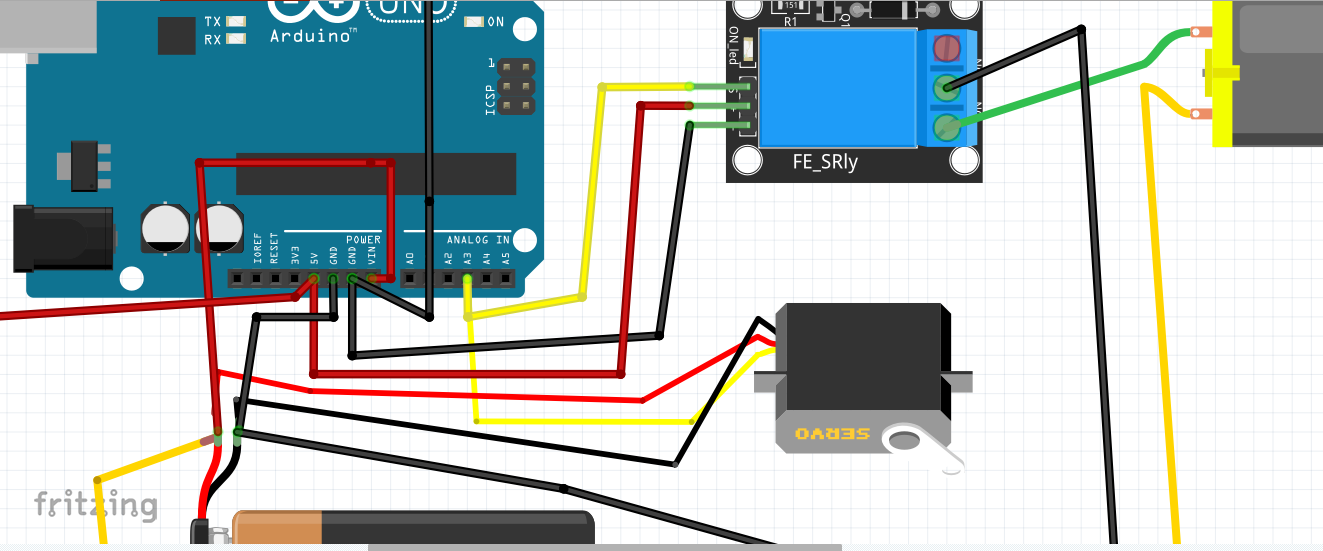 UNO
TX
RX
Arduino™
ON
1
ICSP
151
R1
Q1
ON_led
S
FE_SRly
POWER
ANALOG IN
IOREF
RESET
3V3
5V
GND
GND
VIN
A0
A2
A3
A4
A5
SERVO
fritzing